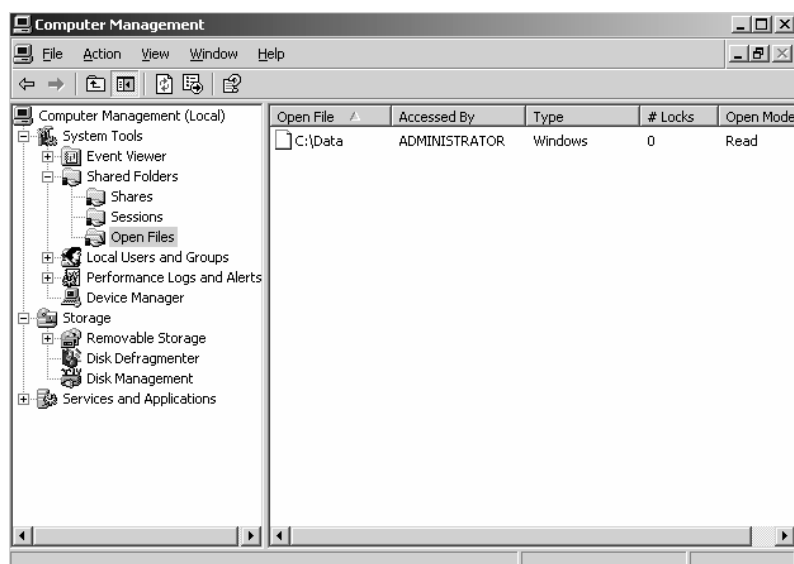 Computer Management
File Action View Window Help
Computer Management (Local)
System Tools
Event Viewer
Shared Folders
Shares
Sessions
Open Files
Local Users and Groups
Performance Logs and Alerts
Device Manager
Storage
Removable Storage
Disk Defragmenter
Disk Management
Services and Applications
Open File Accessed By Type # Locks Open Mode
C:\Data ADMINISTRATOR Windows 0 Read